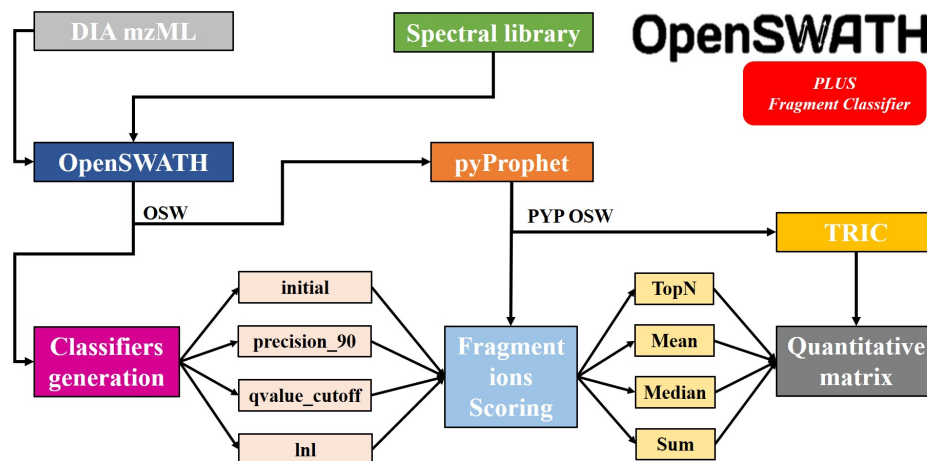 DIA mzML
Spectral library
OpenSWATH
PLUS
Fragment Classifier
OpenSWATH
pyProphet
OSW
PYP OSW
TRIC
initial
precision_90
qvalue_cutoff
lnl
Classifiers
generation
Fragment
ions
Scoring
TopN
Mean
Median
Sum
Quantitative
matrix